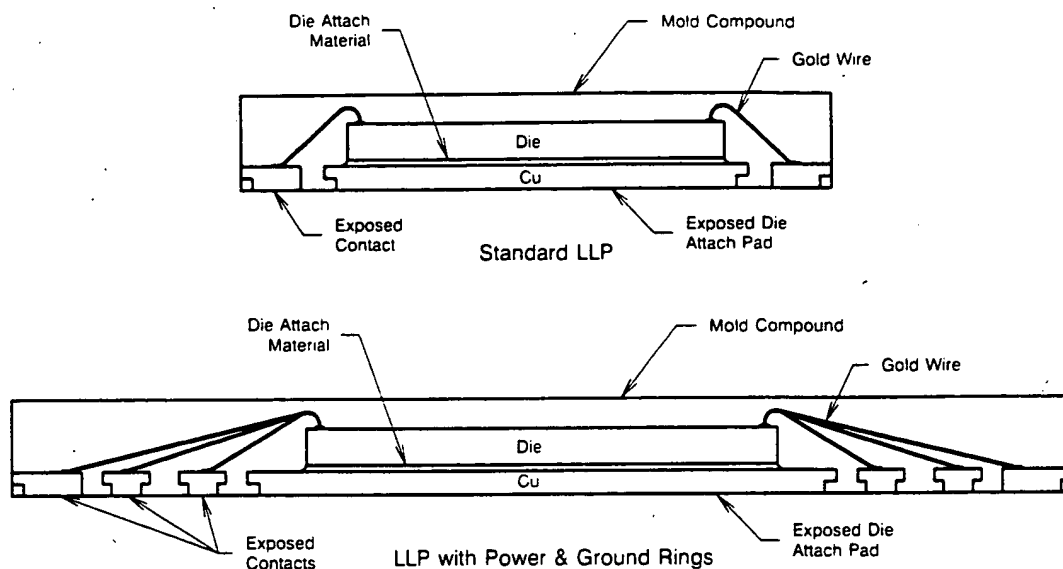 Die Attach
Material
Mold Compound
Gold Wire
Die
Cu
Exposed
Contact
Exposed Die
Attach Pad
Standard LLP
Die Attach
Material
Mold Compound
Gold Wire
Die
Cu
Exposed
Contacts
Exposed Die
Attach Pad
LLP with Power & Ground Rings